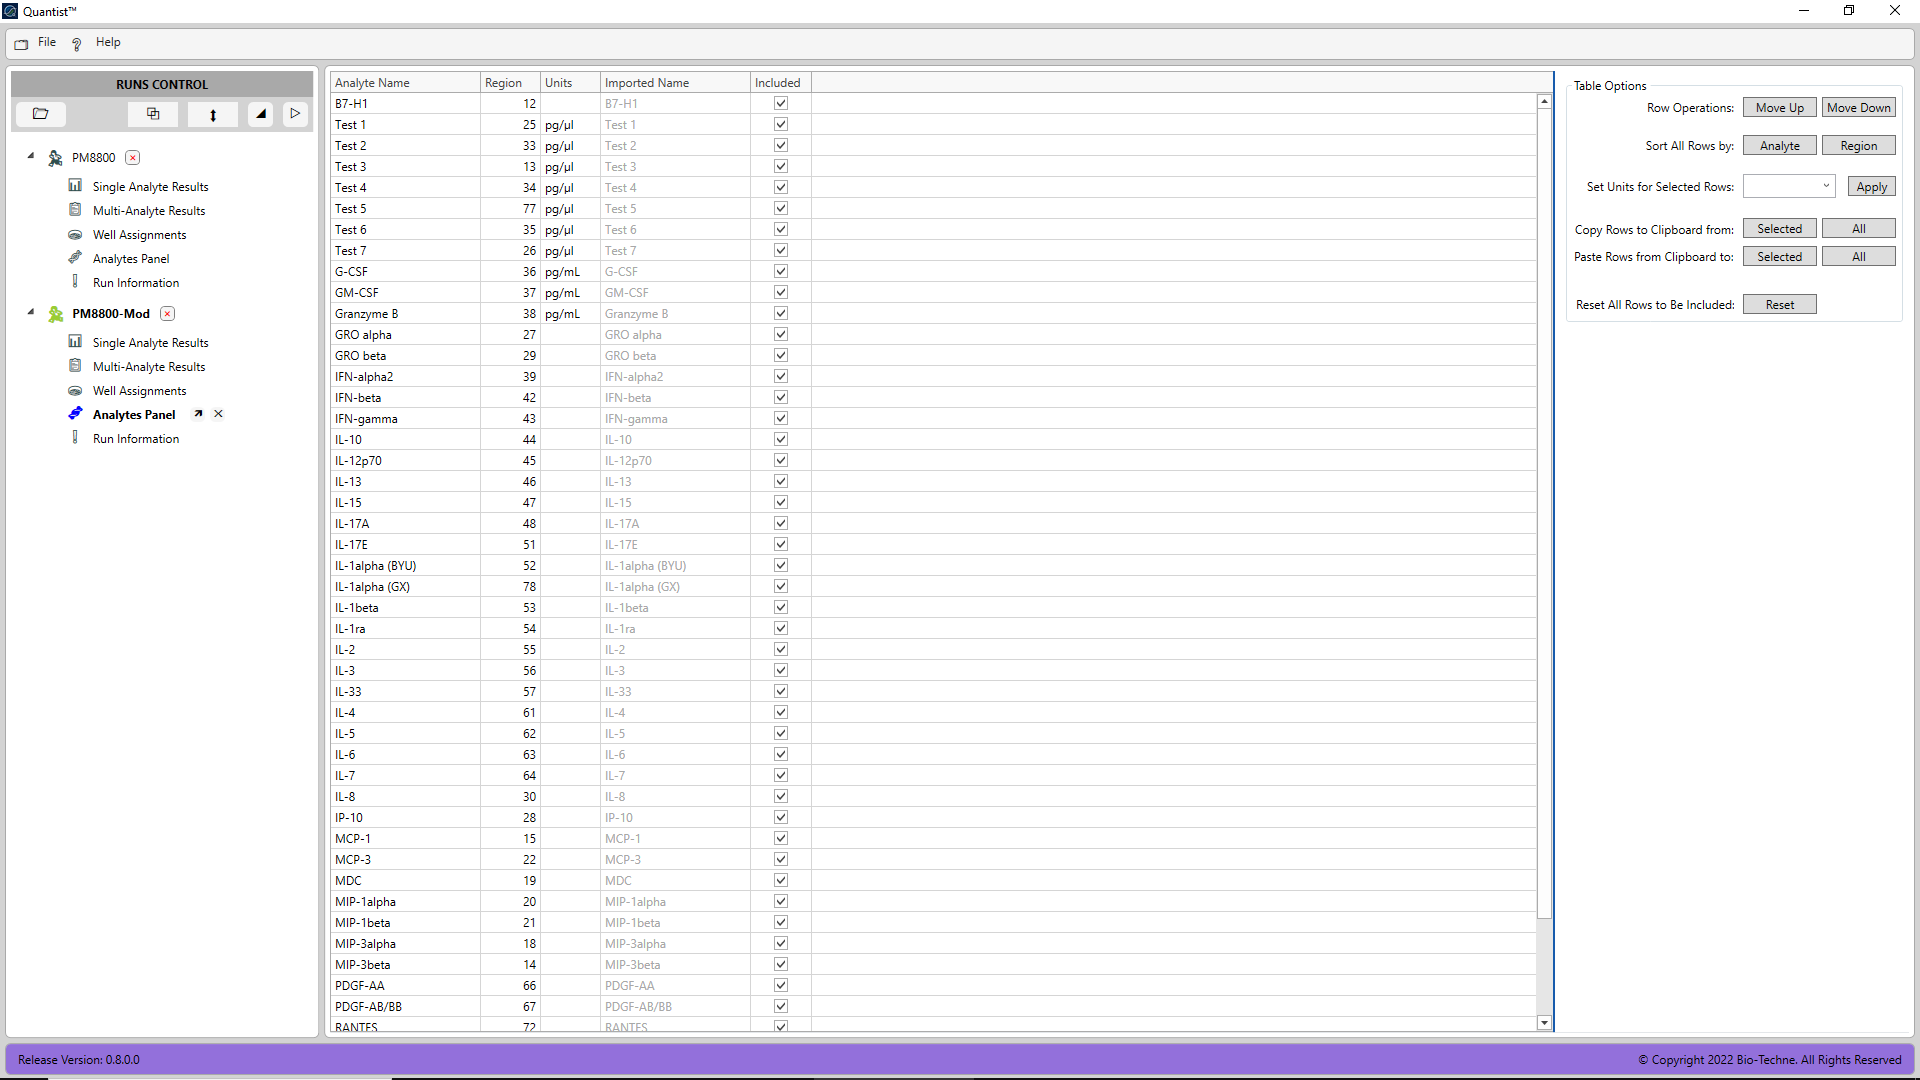 Quantist™
File Help
RUNS CONTROL
PM8800
Single Analyte Results
Multi-Analyte Results
Well Assignments
Analytes Panel
Run Information
PM8800-Mod
Single Analyte Results
Multi-Analyte Results
Well Assignments
Analytes Panel
Run Information
Analyte Name Region Units Imported Name Included
B7-H1 12 B7-H1
Test 1 25 pg/µl Test 1
Test 2 33 pg/µl Test 2
Test 3 13 pg/µl Test 3
Test 4 34 pg/µl Test 4
Test 5 77 pg/µl Test 5
Test 6 35 pg/µl Test 6
Test 7 26 pg/µl Test 7
G-CSF 36 pg/mL G-CSF
GM-CSF 37 pg/mL GM-CSF
Granzyme B 38 pg/mL Granzyme B
GRO alpha 27 GRO alpha
GRO beta 29 GRO beta
IFN-alpha2 39 IFN-alpha2
IFN-beta 42 IFN-beta
IFN-gamma 43 IFN-gamma
IL-10 44 IL-10
IL-12p70 45 IL-12p70
IL-13 46 IL-13
IL-15 47 IL-15
IL-17A 48 IL-17A
IL-17E 51 IL-17E
IL-1alpha (BYU) 52 IL-1alpha (BYU)
IL-1alpha (GX) 78 IL-1alpha (GX)
IL-1beta 53 IL-1beta
IL-1ra 54 IL-1ra
IL-2 55 IL-2
IL-3 56 IL-3
IL-33 57 IL-33
IL-4 61 IL-4
IL-5 62 IL-5
IL-6 63 IL-6
IL-7 64 IL-7
IL-8 30 IL-8
IP-10 28 IP-10
MCP-1 15 MCP-1
MCP-3 22 MCP-3
MDC 19 MDC
MIP-1alpha 20 MIP-1alpha
MIP-1beta 21 MIP-1beta
MIP-3alpha 18 MIP-3alpha
MIP-3beta 14 MIP-3beta
PDGF-AA 66 PDGF-AA
PDGF-AB/BB 67 PDGF-AB/BB
RANTES 72 RANTES
Table Options
Row Operations: Move Up Move Down
Sort All Rows by: Analyte Region
Set Units for Selected Rows: Apply
Copy Rows to Clipboard from: Selected All
Paste Rows from Clipboard to: Selected All
Reset All Rows to Be Included: Reset
Release Version: 0.8.0.0
© Copyright 2022 Bio-Techne. All Rights Reserved